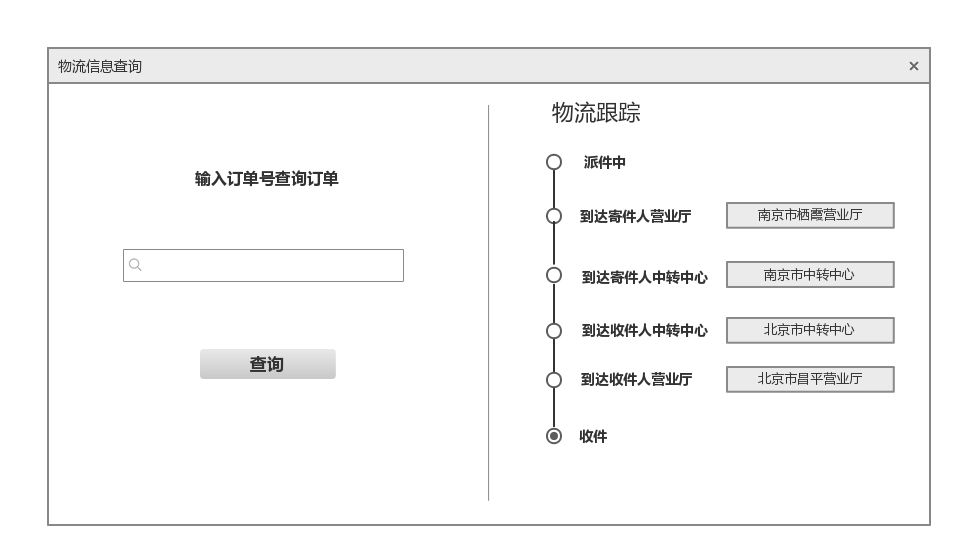 物流信息查询
输入订单号查询订单
查询
物流跟踪
派件中
到达寄件人营业厅
南京市栖霞营业厅
到达寄件人中转中心
南京市中转中心
到达收件人中转中心
北京市中转中心
到达收件人营业厅
北京市昌平营业厅
收件